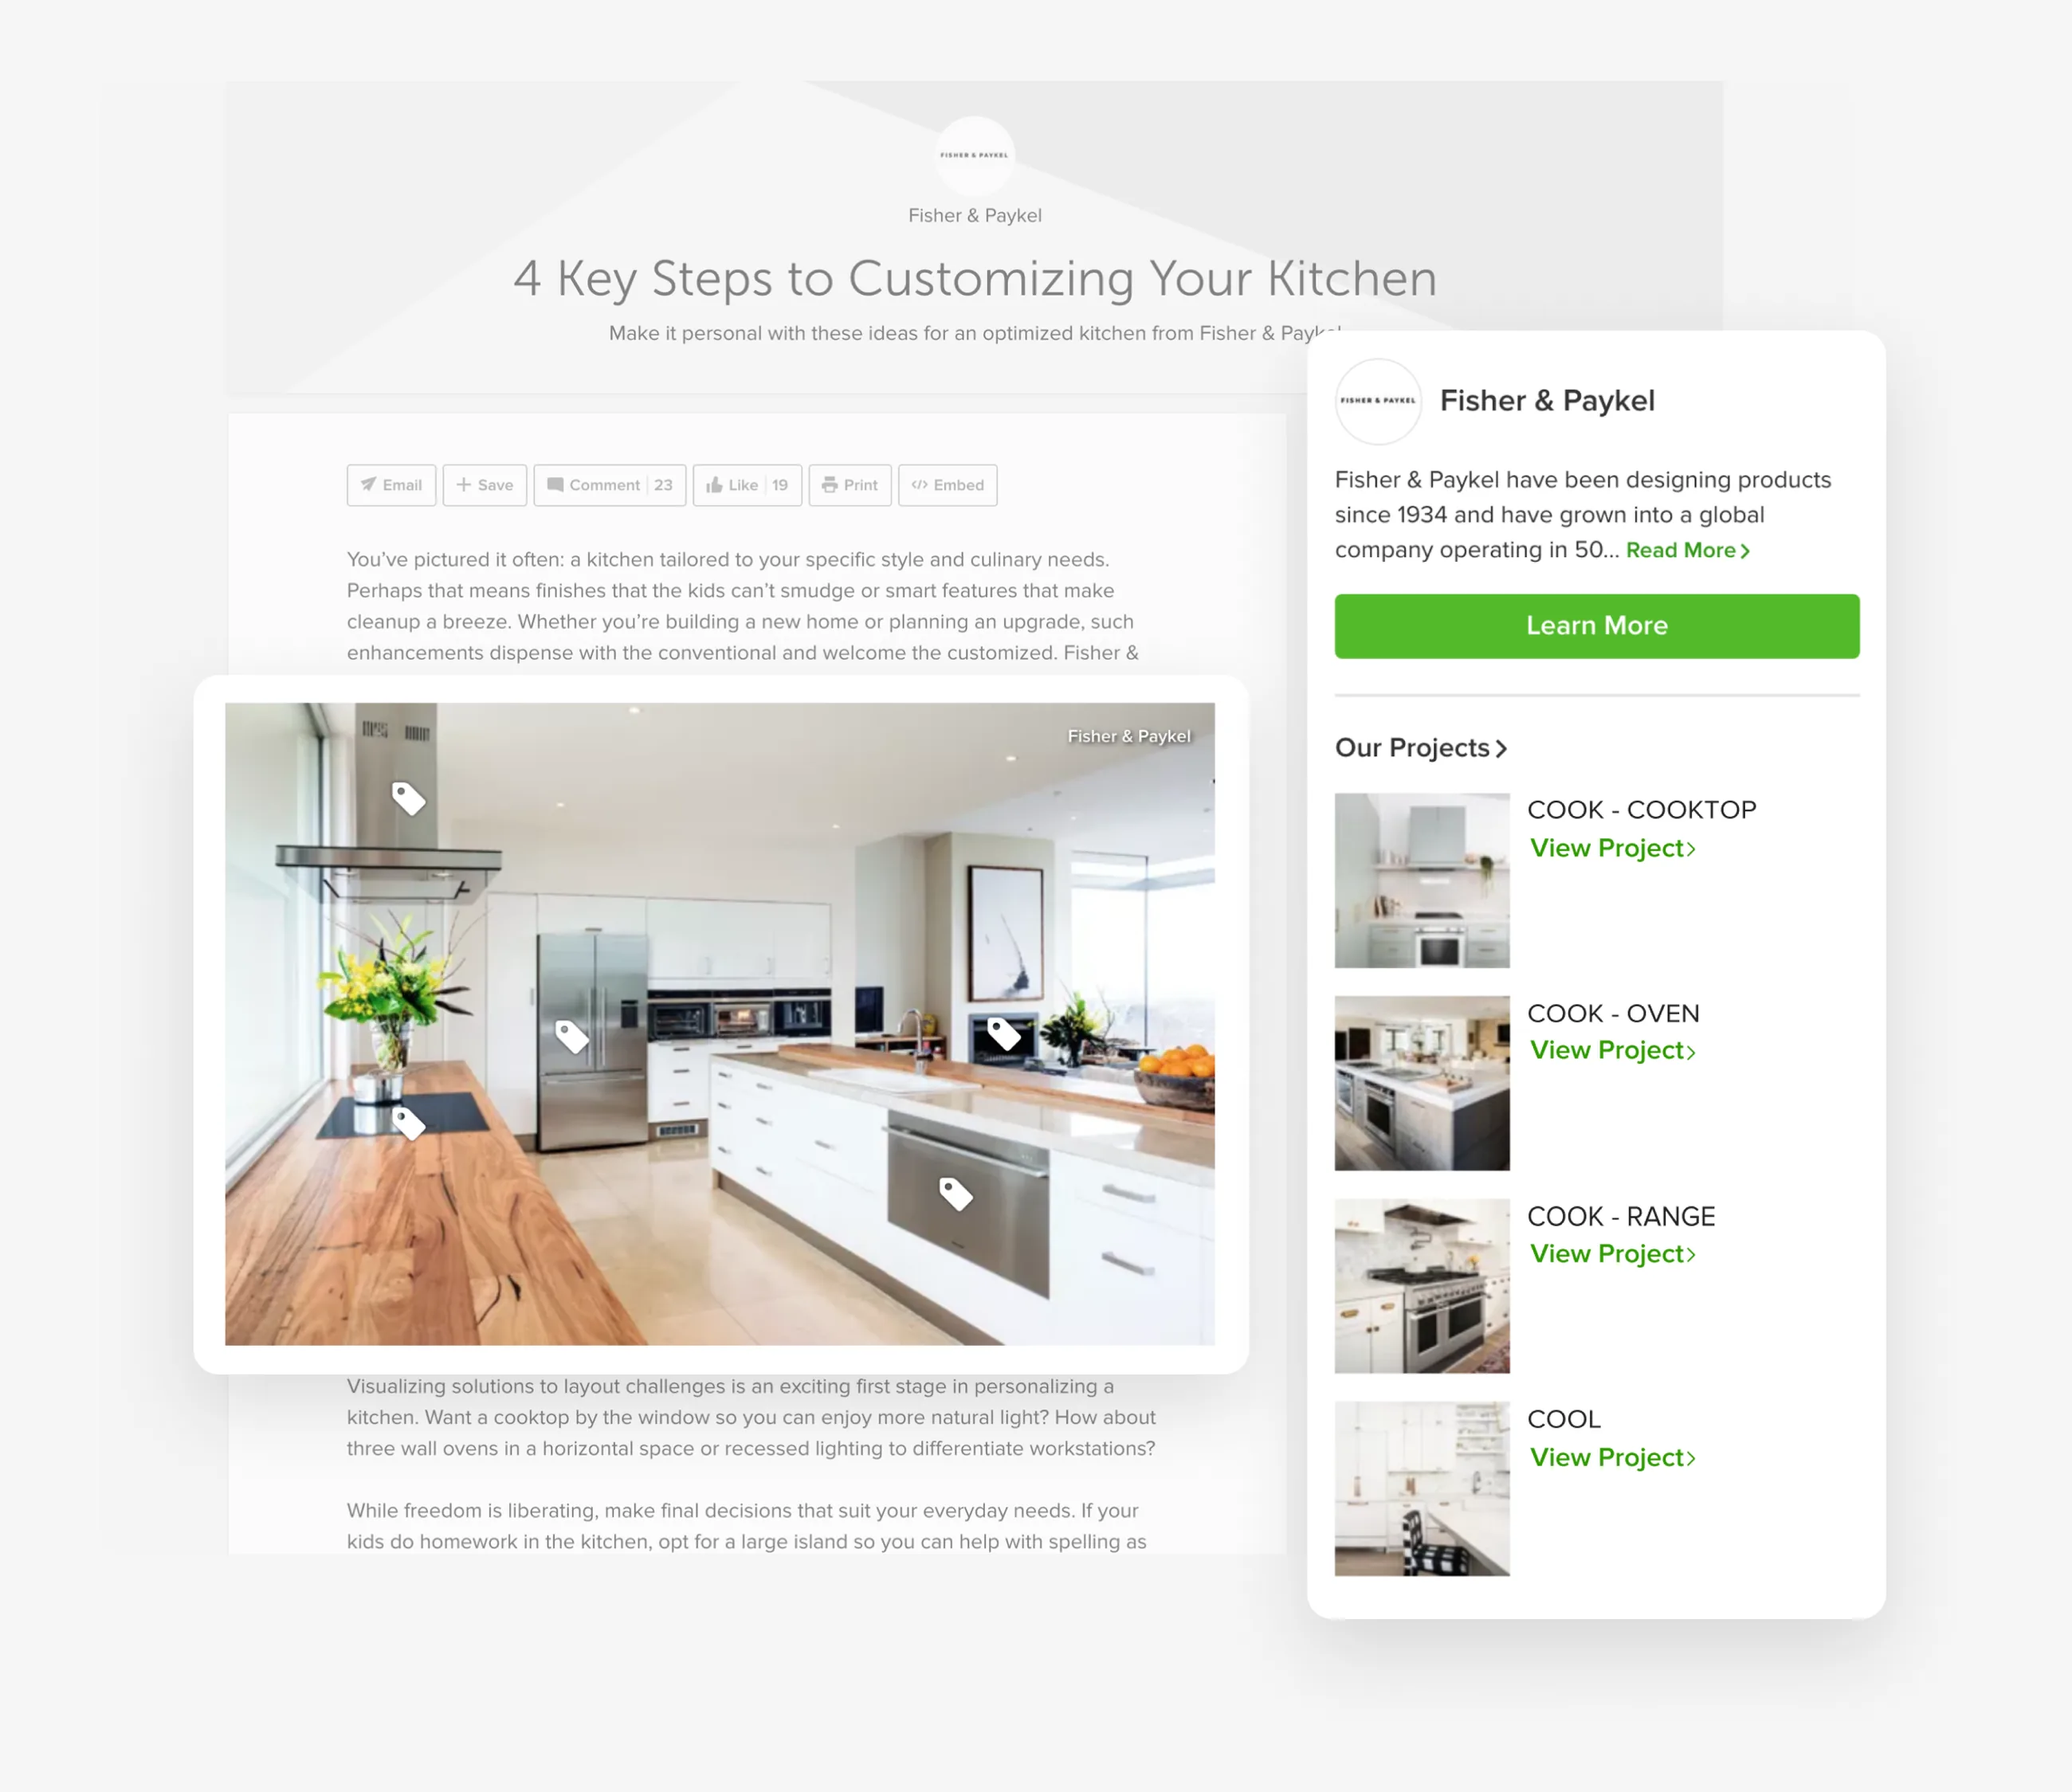 FISHER & PAYKEL
Fisher & Paykel
4 Key Steps to Customizing Your Kitchen
Make it personal with these ideas for an optimized kitchen from Fisher & Paykel
Email
Save
Comment 23
Like 19
Print
Embed
You’ve pictured it often: a kitchen tailored to your specific style and culinary needs.
Perhaps that means finishes that the kids can’t smudge or smart features that make
cleanup a breeze. Whether you’re building a new home or planning an upgrade, such
enhancements dispense with the conventional and welcome the customized. Fisher &
Fisher & Paykel
Visualizing solutions to layout challenges is an exciting first stage in personalizing a
kitchen. Want a cooktop by the window so you can enjoy more natural light? How about
three wall ovens in a horizontal space or recessed lighting to differentiate workstations?
While freedom is liberating, make final decisions that suit your everyday needs. If your
kids do homework in the kitchen, opt for a large island so you can help with spelling as
FISHER & PAYKEL
Fisher & Paykel
Fisher & Paykel have been designing products
since 1934 and have grown into a global
company operating in 50... Read More
Learn More
Our Projects
COOK - COOKTOP
View Project
COOK - OVEN
View Project
COOK - RANGE
View Project
COOL
View Project